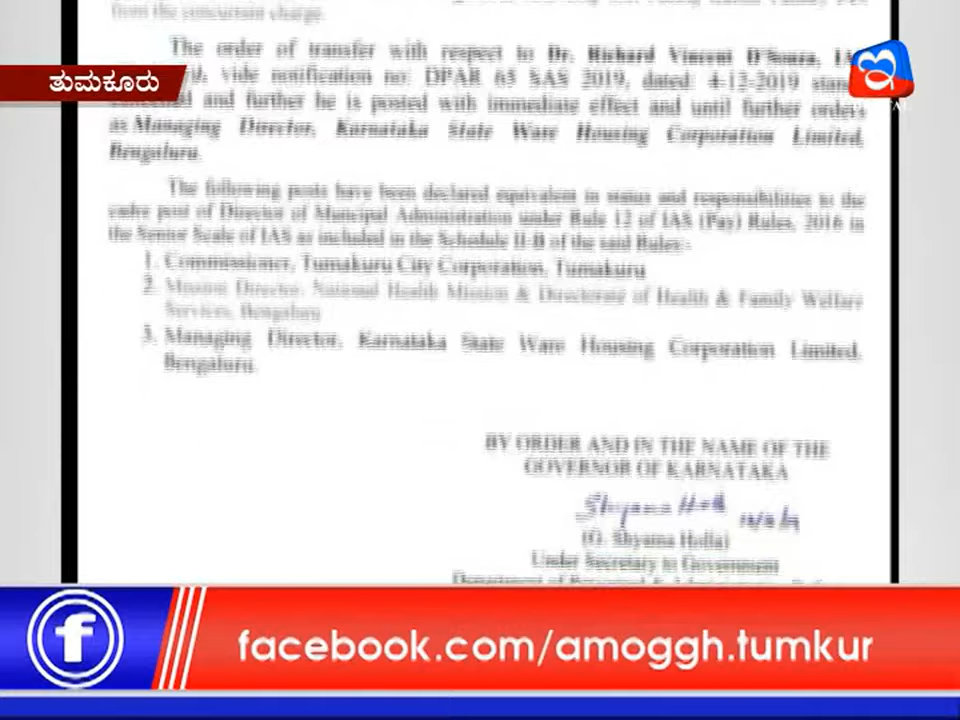 from the concurrent charge.
The order of transfer with respect to Dr. Richard Vincent D'Souza,
vide notification no: DPAR 65 SAS 2019, dated: 4-12-2019
and further he is posted with immediate effect and until further orders
as Managing Director, Karnataka State Ware Housing Corporation Limited,
Bengaluru.
ತುಮಕೂರು
The following posts have been declared equivalent in status and responsibilities to the
cadre post of Director of Muncipal Administration under Rule 12 of IAS (Pay) Rules, 2016 in
the Senior Scale of IAS as included in the Schedule II-B of the said Rules:-
1. Commissioner, Tumakuru City Corporation, Tumakuru
2. Mission Director, National Health Mission & Directorate of Health & Family Welfare
Services, Bengaluru
3. Managing Director, Karnataka State Ware Housing Corporation Limited,
Bengaluru.
BY ORDER AND IN THE NAME OF THE
GOVERNOR OF KARNATAKA
Shyama Holla)
Under Secretary to Government
facebook.com/amoggh.tumkur